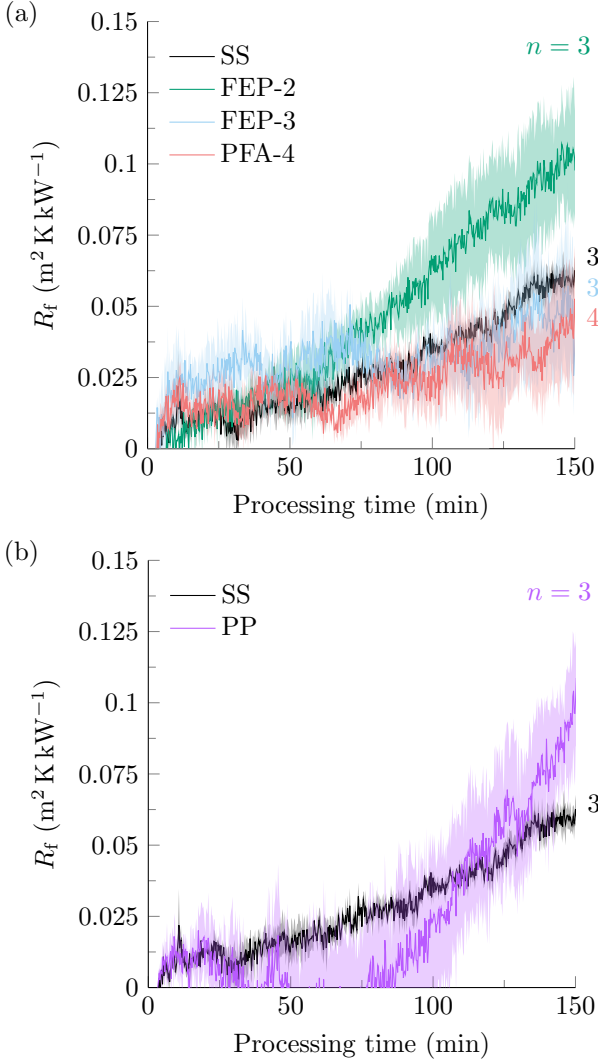 (a)
0.15
0.125
0.1
0.075
0.05
0.025
0
R_f (m² K kW⁻¹)
SS
FEP-2
FEP-3
PFA-4
n = 3
3
3
4
0 50 100 150
Processing time (min)
(b)
0.15
0.125
0.1
0.075
0.05
0.025
0
R_f (m² K kW⁻¹)
SS
PP
n = 3
3
0 50 100 150
Processing time (min)